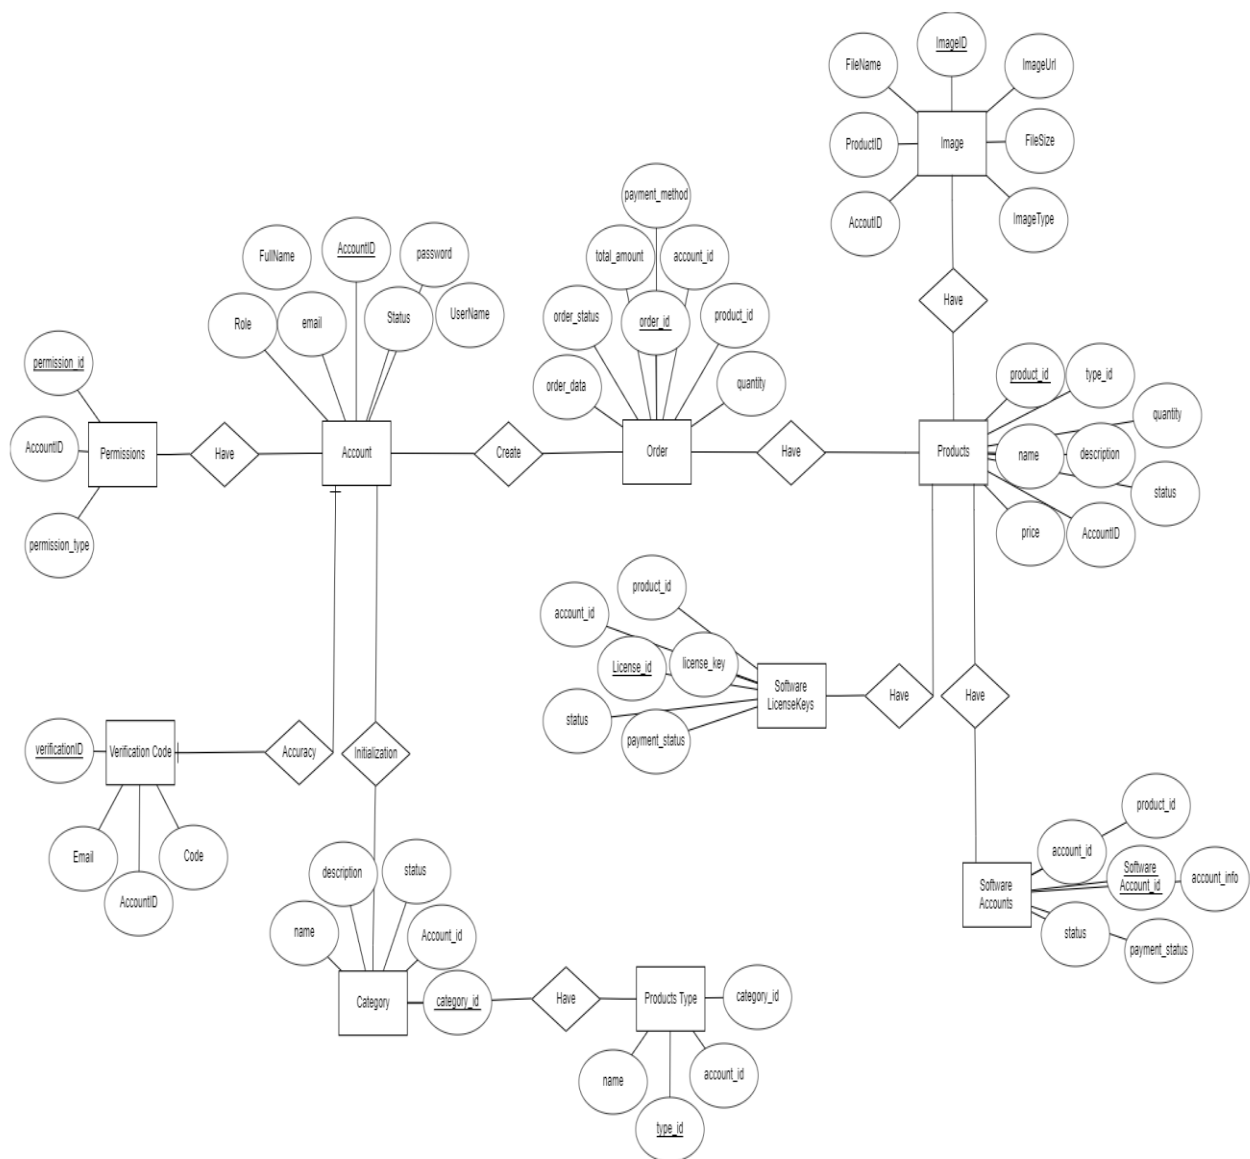 ImageID
FileName
ImageUrl
ProductID
Image
FileSize
AccoutID
ImageType
Have
payment_method
FullName
AccountID
password
total_amount
account_id
Role
email
Status
UserName
order_status
order_id
product_id
order_data
quantity
permission_id
AccountID
Permissions
permission_type
Have
Account
Create
Order
Have
Products
product_id
type_id
quantity
name
description
status
price
AccountID
product_id
account_id
License_id
license_key
status
payment_status
Software
LicenseKeys
Have
Have
verificationID
Verification Code
Accuracy
Initialization
Email
AccountID
Code
product_id
account_id
Software
Account_id
account_info
Software
Accounts
status
payment_status
description
status
name
Account_id
Category
category_id
Have
Products Type
category_id
name
account_id
type_id